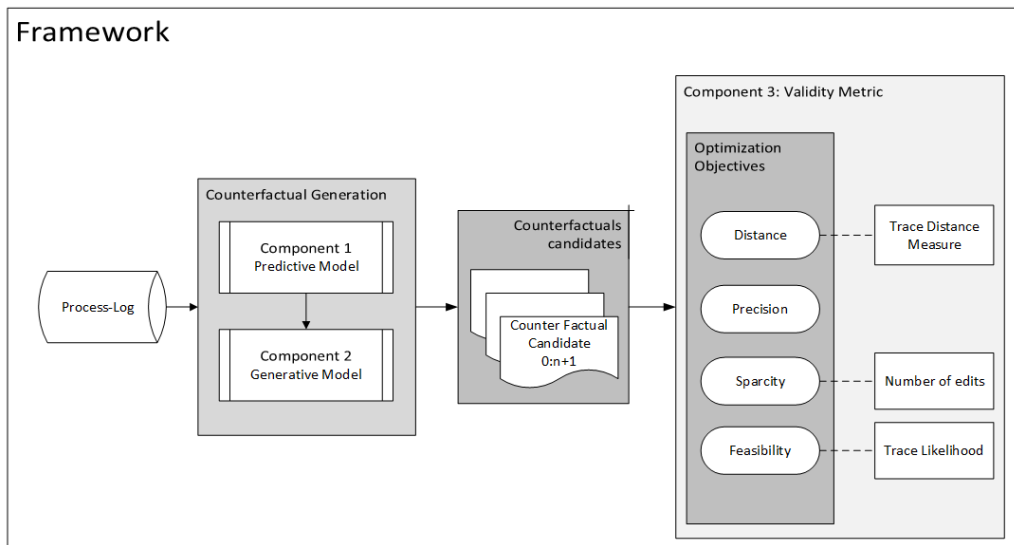 Framework
Process-Log
Counterfactual Generation
Component 1
Predictive Model
Component 2
Generative Model
Counterfactuals
candidates
Counter Factual
Candidate
0:n+1
Component 3: Validity Metric
Optimization
Objectives
Distance
Trace Distance
Measure
Precision
Sparcity
Number of edits
Feasibility
Trace Likelihood